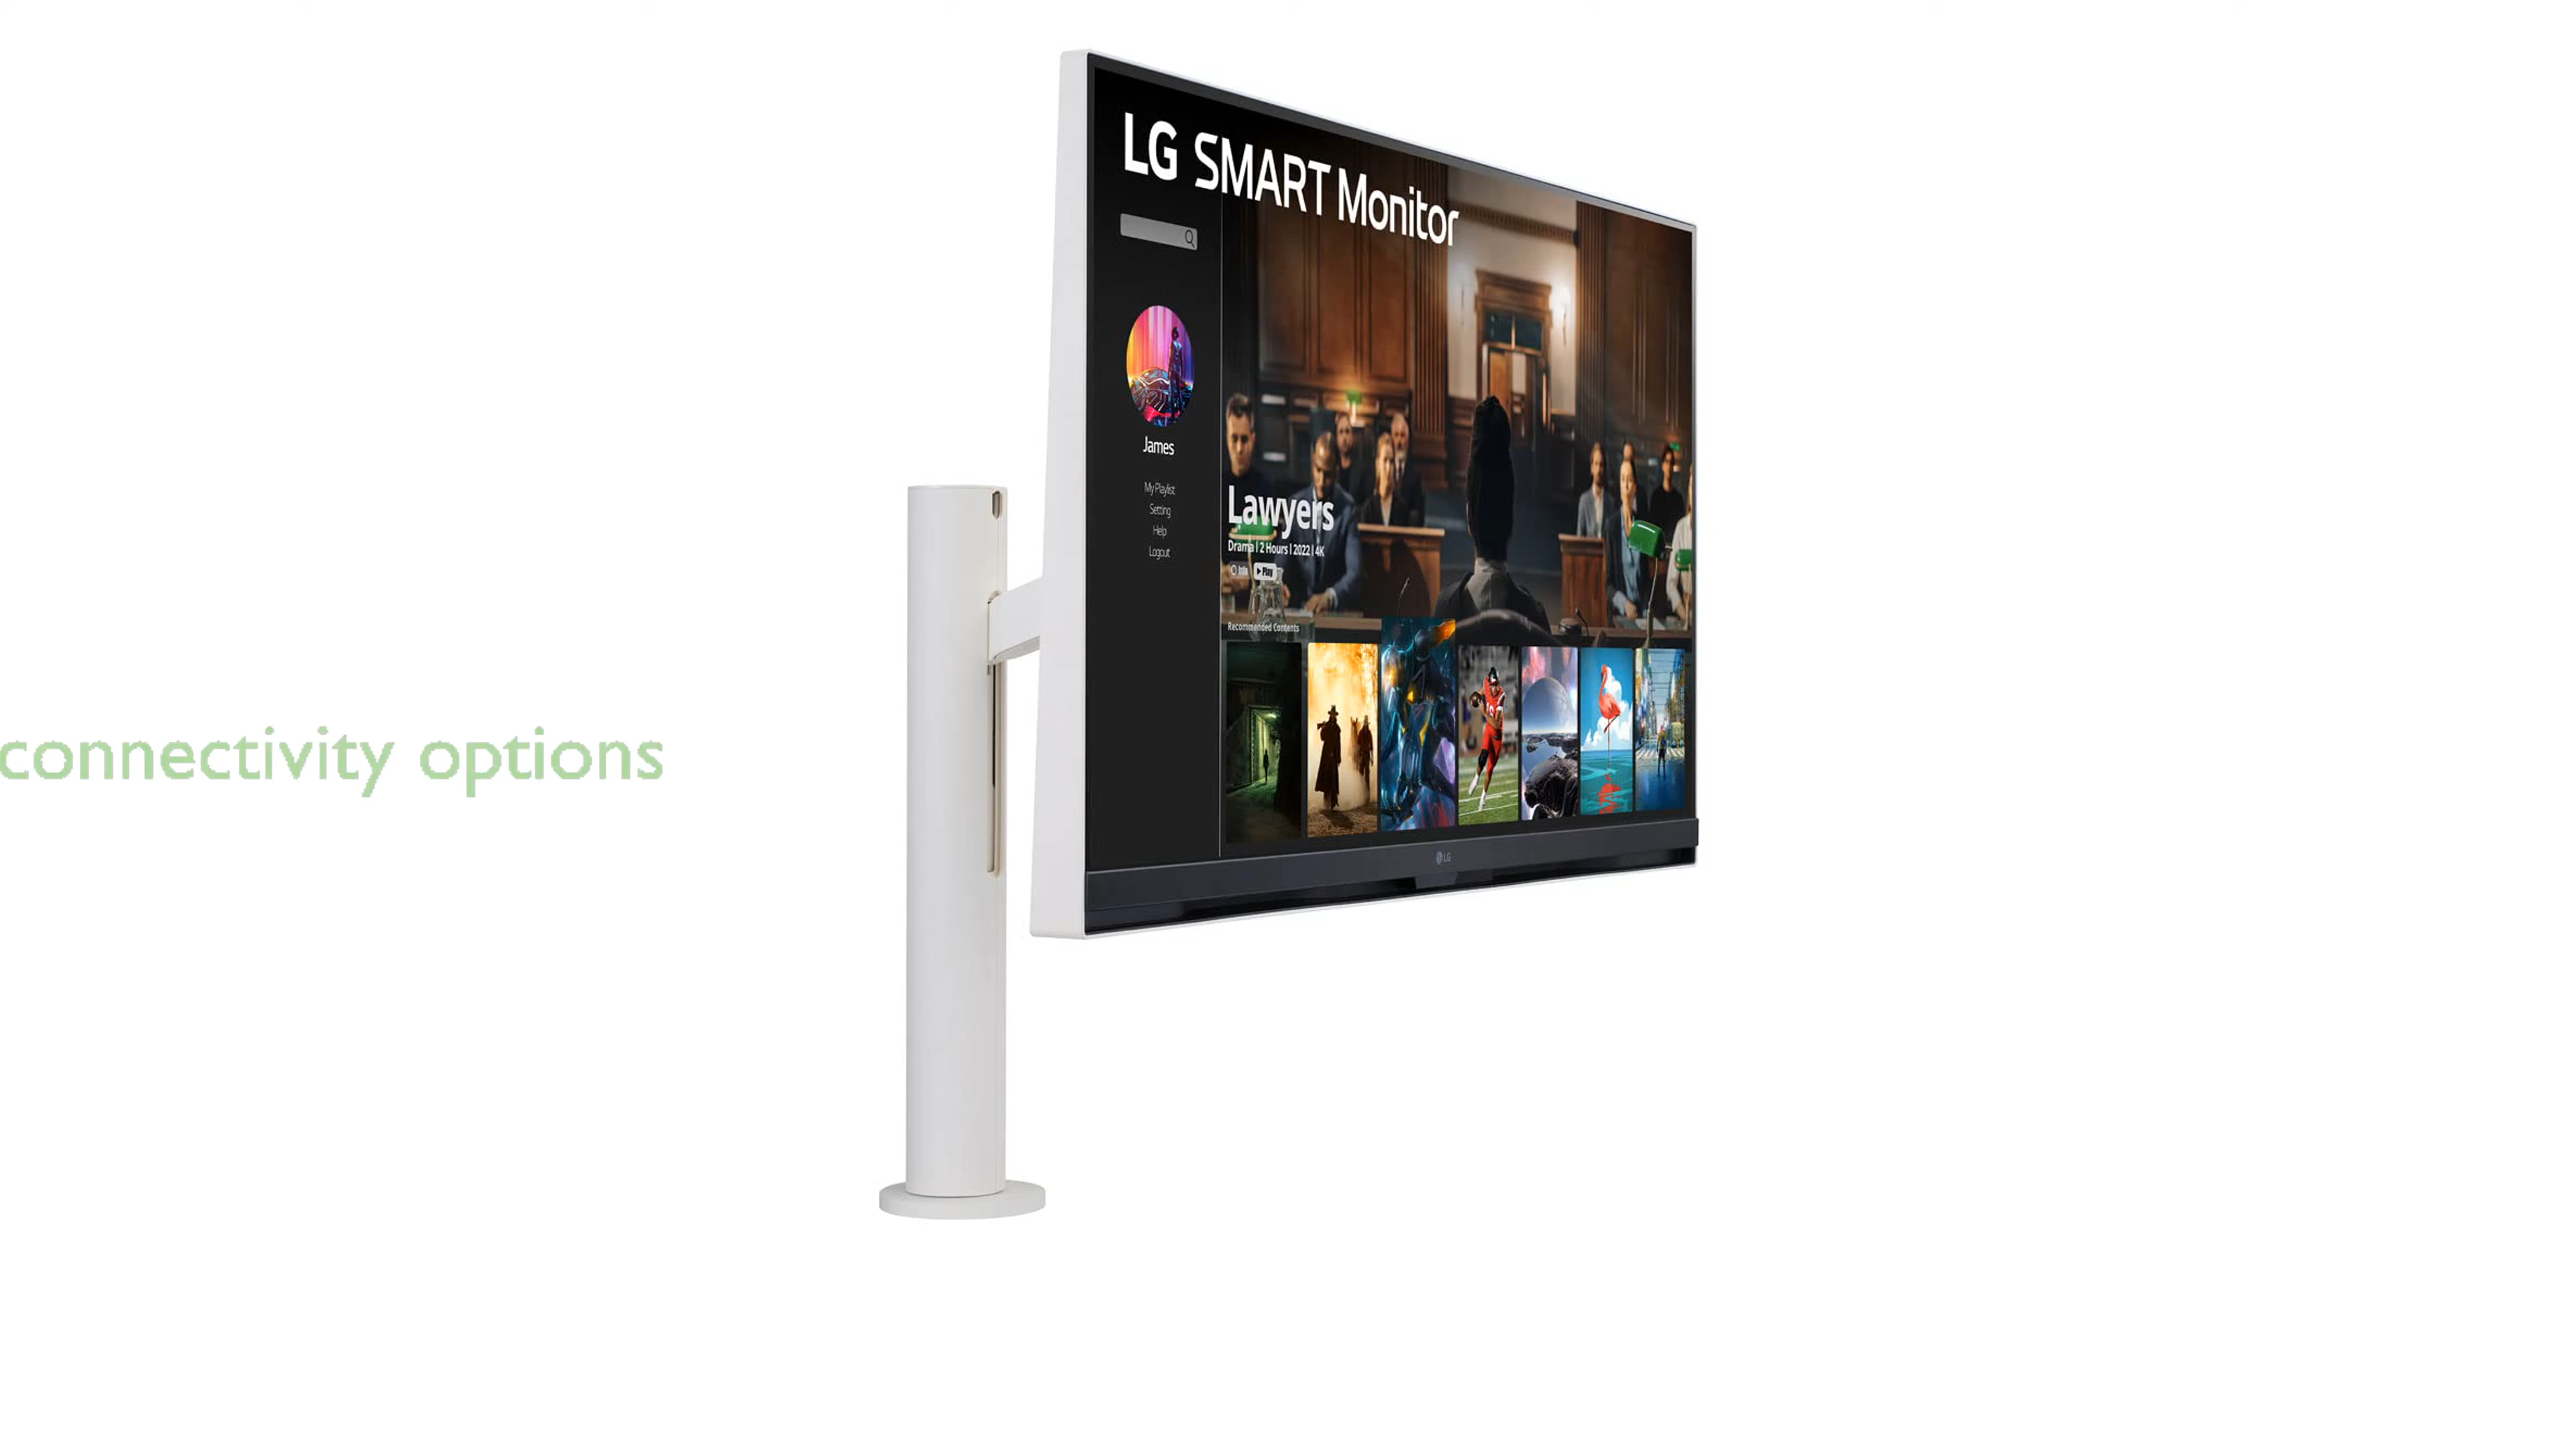 LG SMART Monitor
James
My Playlist
Setting
Help
Logout
Lawyers
Drama | 2 Hours | 2022 | 4K
Play
Recommended Contents
connectivity options
LG